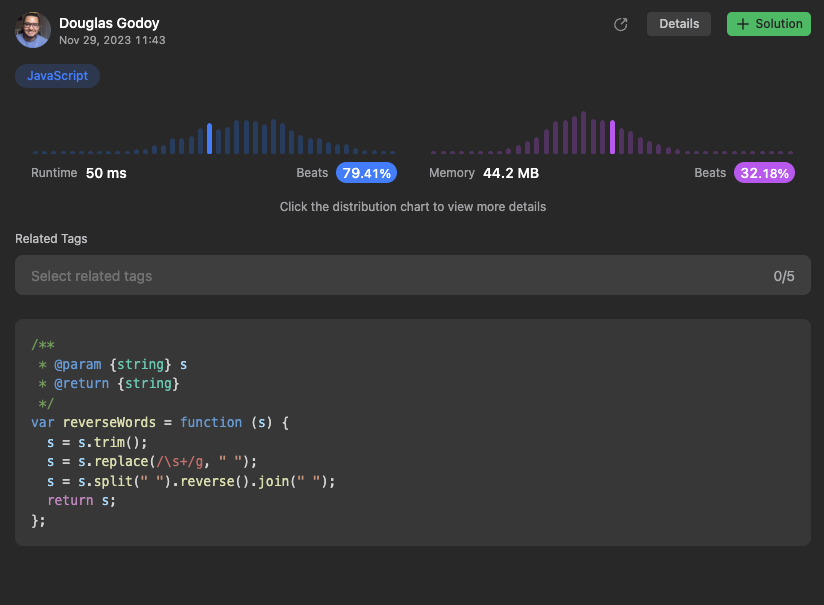 Douglas Godoy
Nov 29, 2023 11:43
Details
+ Solution
JavaScript
Runtime 50 ms
Beats 79.41%
Memory 44.2 MB
Beats 32.18%
Click the distribution chart to view more details
Related Tags
Select related tags
0/5
/**
 * @param {string} s
 * @return {string}
 */
var reverseWords = function (s) {
  s = s.trim();
  s = s.replace(/\s+/g, " ");
  s = s.split(" ").reverse().join(" ");
  return s;
};